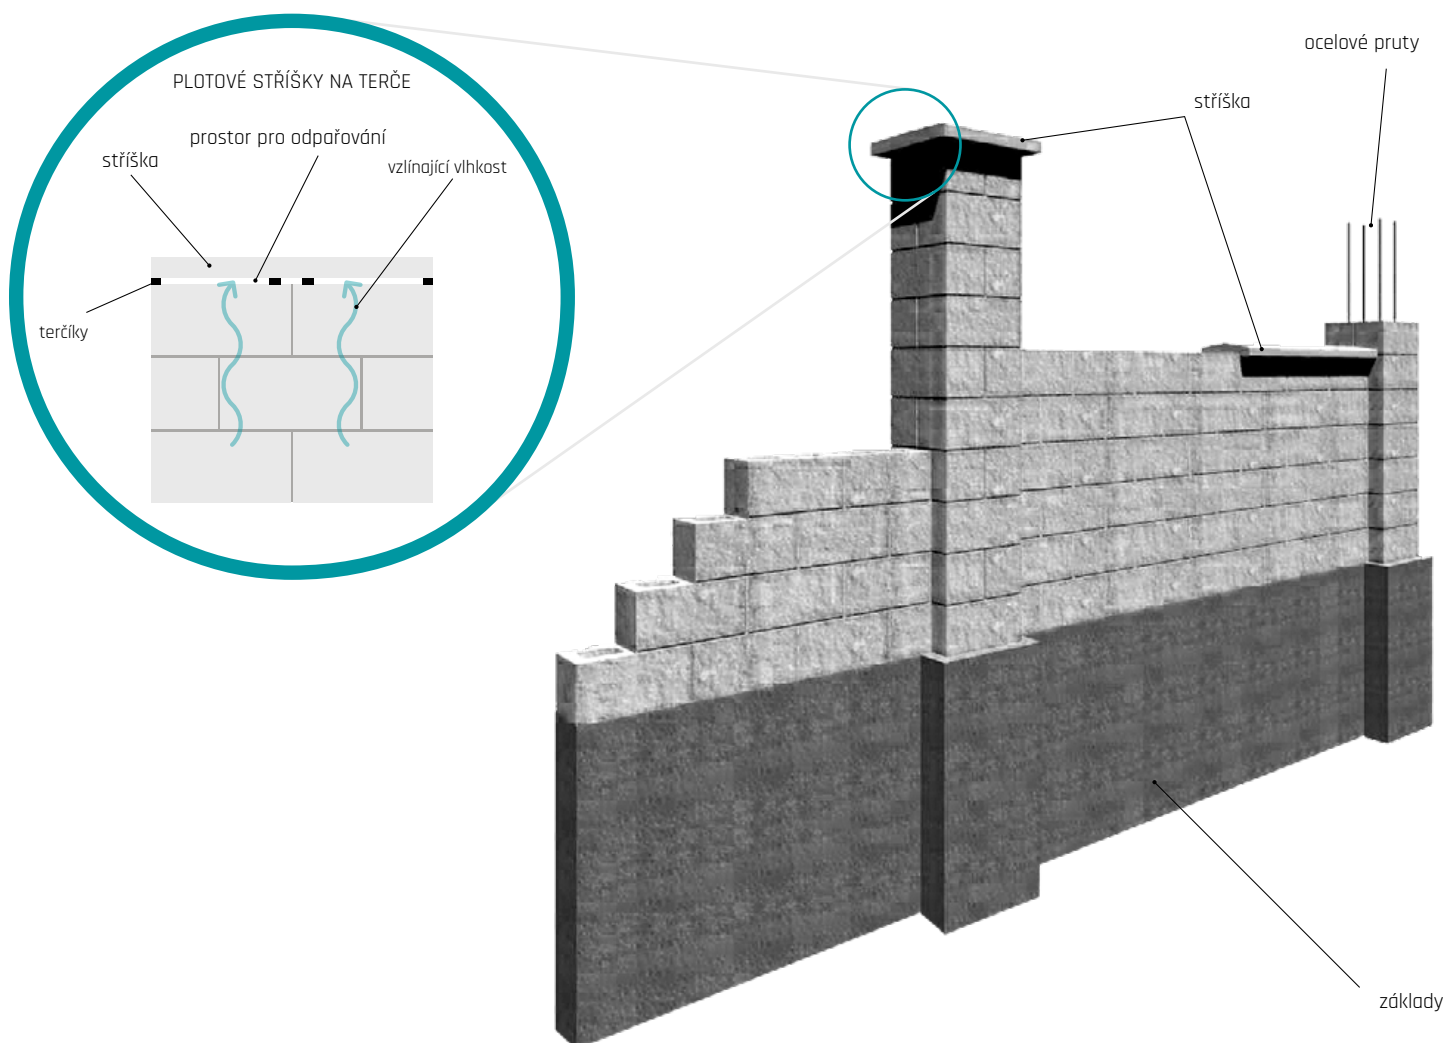 PLOTOVÉ STŘÍŠKY NA TERČE
prostor pro odpařování
stříška
vzlínající vlhkost
terčíky
ocelové pruty
stříška
základy